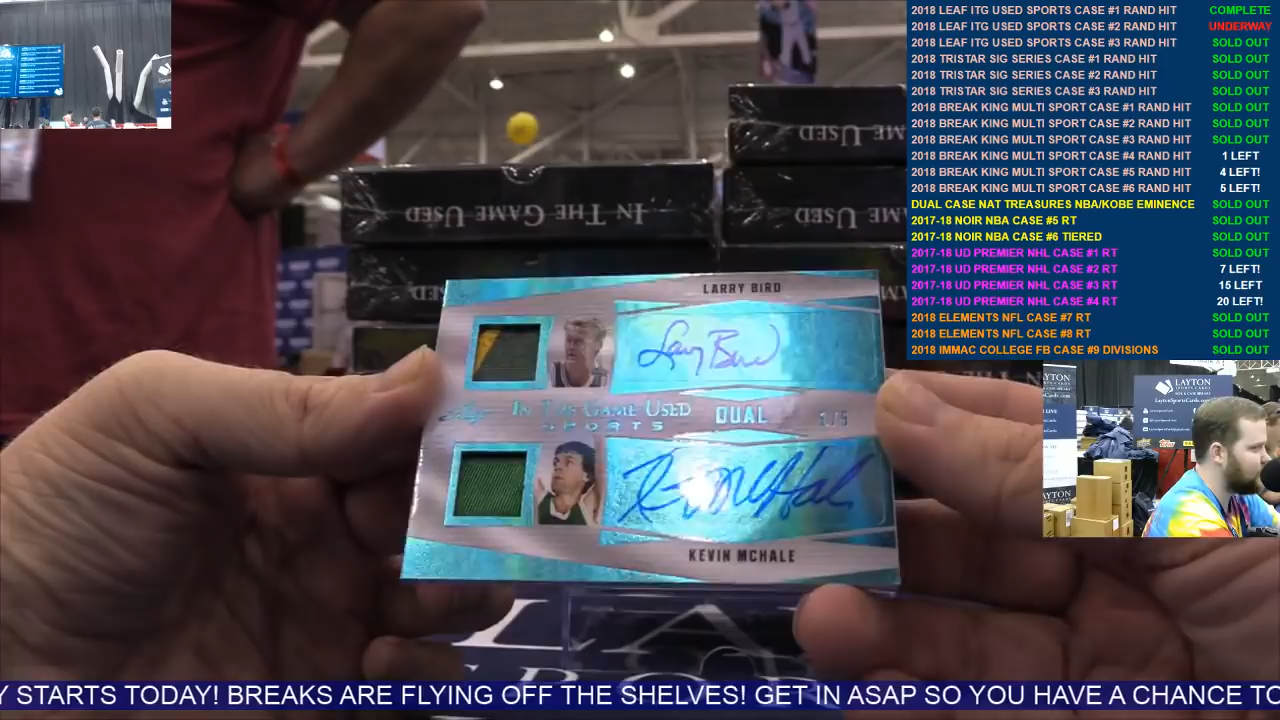 2018 LEAF ITG USED SPORTS CASE #1 RAND HIT COMPLETE
2018 LEAF ITG USED SPORTS CASE #2 RAND HIT UNDERWAY
2018 LEAF ITG USED SPORTS CASE #3 RAND HIT SOLD OUT
2018 TRISTAR SIG SERIES CASE #1 RAND HIT SOLD OUT
2018 TRISTAR SIG SERIES CASE #2 RAND HIT SOLD OUT
2018 TRISTAR SIG SERIES CASE #3 RAND HIT SOLD OUT
2018 BREAK KING MULTI SPORT CASE #1 RAND HIT SOLD OUT
2018 BREAK KING MULTI SPORT CASE #2 RAND HIT SOLD OUT
2018 BREAK KING MULTI SPORT CASE #3 RAND HIT SOLD OUT
2018 BREAK KING MULTI SPORT CASE #4 RAND HIT 1 LEFT
2018 BREAK KING MULTI SPORT CASE #5 RAND HIT 4 LEFT!
2018 BREAK KING MULTI SPORT CASE #6 RAND HIT 5 LEFT!
DUAL CASE NAT TREASURES NBA/KOBE EMINENCE SOLD OUT
2017-18 NOIR NBA CASE #5 RT SOLD OUT
2017-18 NOIR NBA CASE #6 TIERED SOLD OUT
2017-18 UD PREMIER NHL CASE #1 RT SOLD OUT
2017-18 UD PREMIER NHL CASE #2 RT 7 LEFT!
2017-18 UD PREMIER NHL CASE #3 RT 15 LEFT!
2017-18 UD PREMIER NHL CASE #4 RT 20 LEFT!
2018 ELEMENTS NFL CASE #7 RT SOLD OUT
2018 ELEMENTS NFL CASE #8 RT SOLD OUT
2018 IMMAC COLLEGE FB CASE #9 DIVISIONS SOLD OUT
GAME USED
IN THE GAME USED
LARRY BIRD
Larry Bird
IN THE GAME USED
SPORTS
DUAL
KEVIN MCHALE
LAYTON
SPORTS CARDS
LaytonSportsCards.com
LAYTON
Y STARTS TODAY! BREAKS ARE FLYING OFF THE SHELVES! GET IN ASAP SO YOU HAVE A CHANCE TO